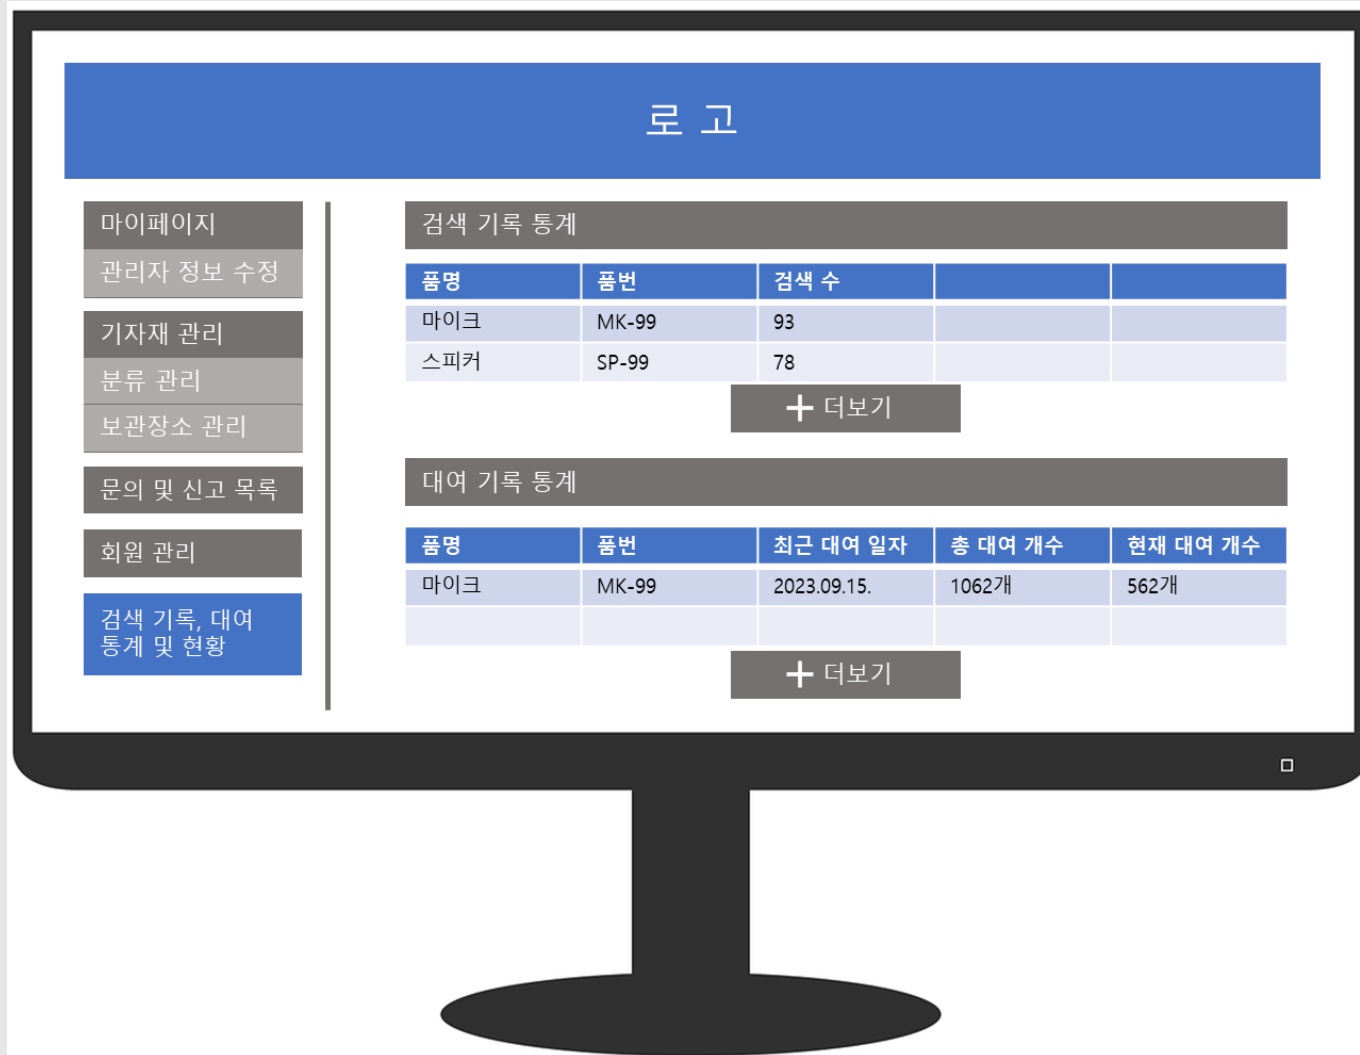 로 고
마이페이지
관리자 정보 수정
기자재 관리
분류 관리
보관장소 관리
문의 및 신고 목록
회원 관리
검색 기록, 대여
통계 및 현황
검색 기록 통계
품명 품번 검색 수
마이크 MK-99 93
스피커 SP-99 78
더보기
대여 기록 통계
품명 품번 최근 대여 일자 총 대여 개수 현재 대여 개수
마이크 MK-99 2023.09.15. 1062개 562개
더보기